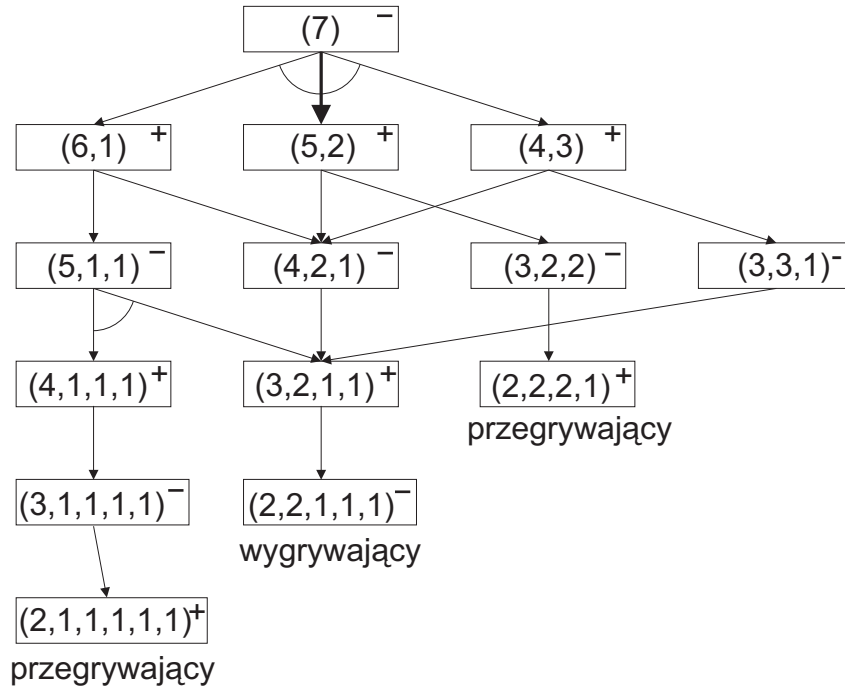 (7) –
(6,1) + (5,2) + (4,3) +
(5,1,1) – (4,2,1) – (3,2,2) – (3,3,1) -
(4,1,1,1) + (3,2,1,1) + (2,2,2,1) +
przegrywający
(3,1,1,1,1) – (2,2,1,1,1) –
wygrywający
(2,1,1,1,1,1) +
przegrywający